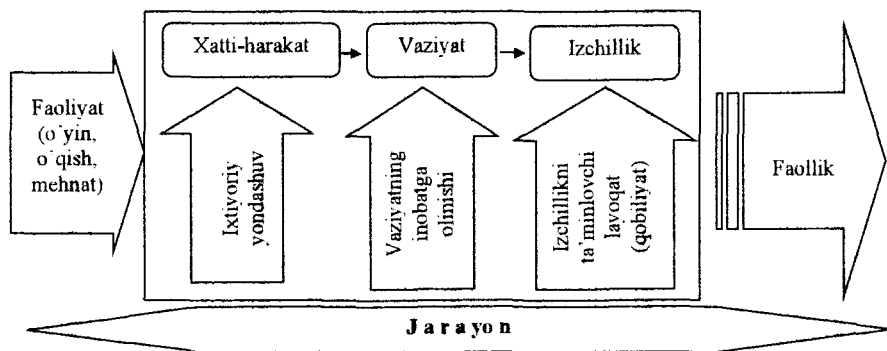 Xatti-harakat
Vaziyat
Izchillik
Faoliyat
(o`yin,
o`qish,
mehnat)
Ixtiyoriy
yondashuv
Vaziyatning
inobatga
olinishi
Izchillikni
ta’minlovchi
layoqat
(qobiliyat)
Faollik
Jarayon